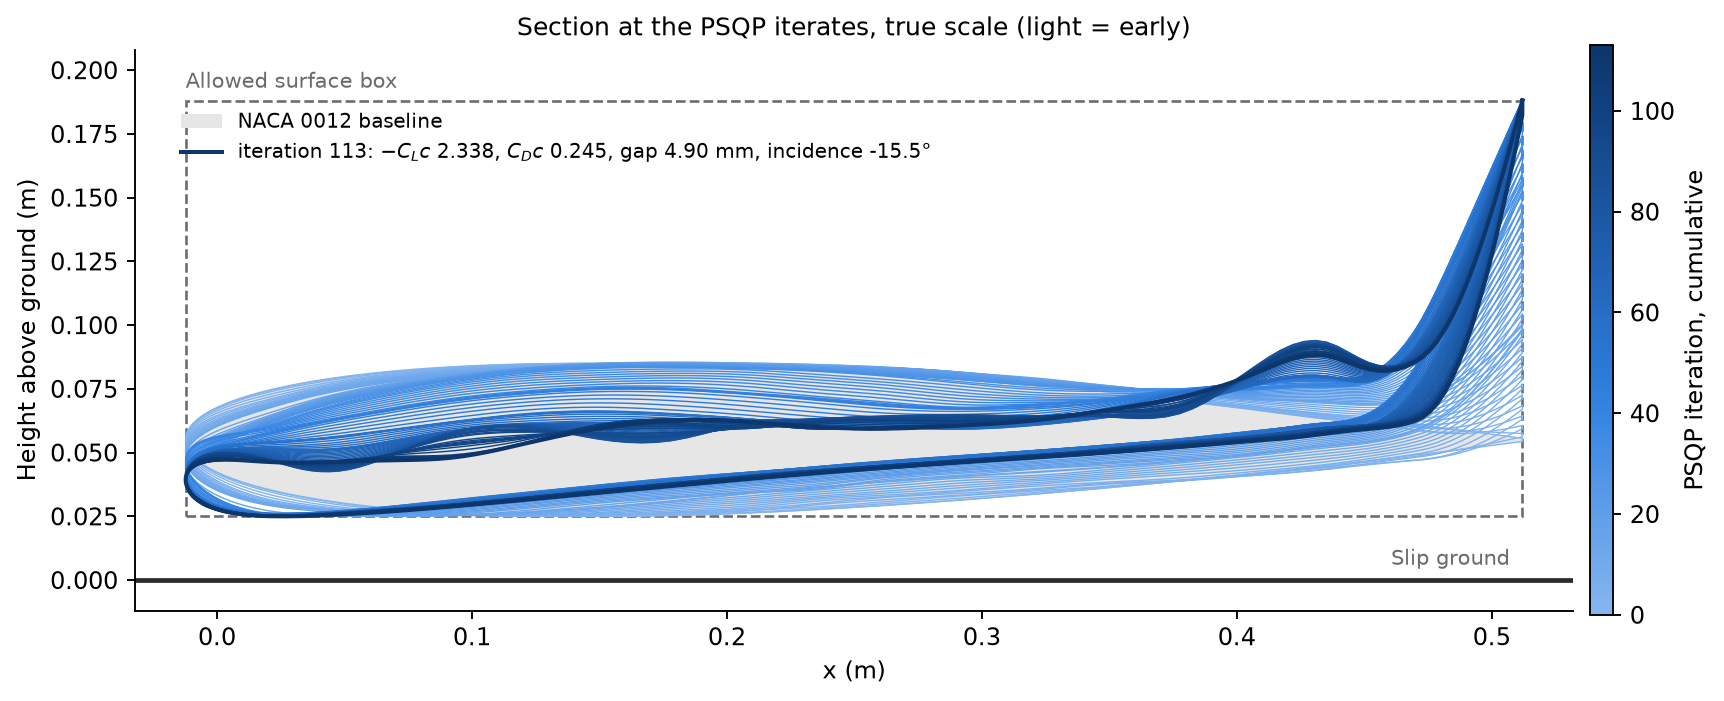 Section at the PSQP iterates, true scale (light = early)
Allowed surface box
NACA 0012 baseline
iteration 113: −C_Lc 2.338, C_Dc 0.245, gap 4.90 mm, incidence -15.5°
Slip ground
Height above ground (m)
0.200
0.175
0.150
0.125
0.100
0.075
0.050
0.025
0.000
0.0
0.1
0.2
0.3
0.4
0.5
x (m)
100
80
60
40
20
0
PSQP iteration, cumulative